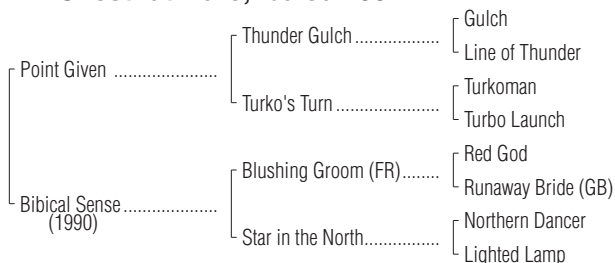 Gulch
Thunder Gulch ..................
Line of Thunder
Point Given ......................
Turkoman
Turko's Turn ......................
Turbo Launch
Red God
Blushing Groom (FR)........
Runaway Bride (GB)
Bibical Sense ....................
(1990)
Northern Dancer
Star in the North................
Lighted Lamp